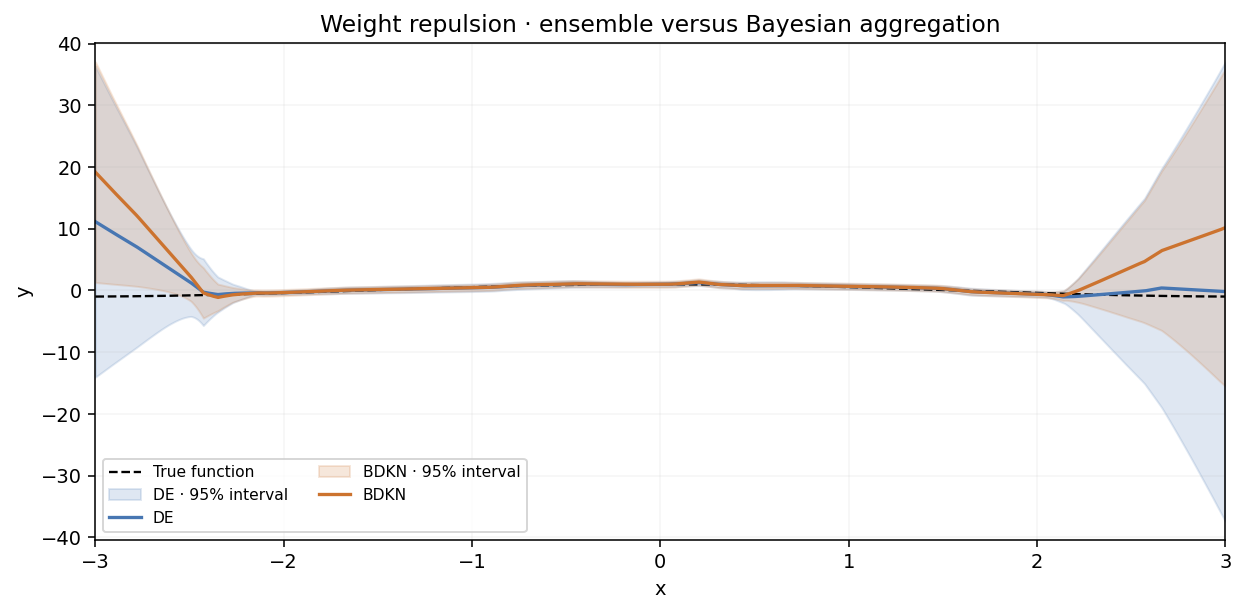 Weight repulsion · ensemble versus Bayesian aggregation
y
40
30
20
10
0
−10
−20
−30
−40
True function
DE · 95% interval
DE
BDKN · 95% interval
BDKN
−3
−2
−1
0
1
2
3
x